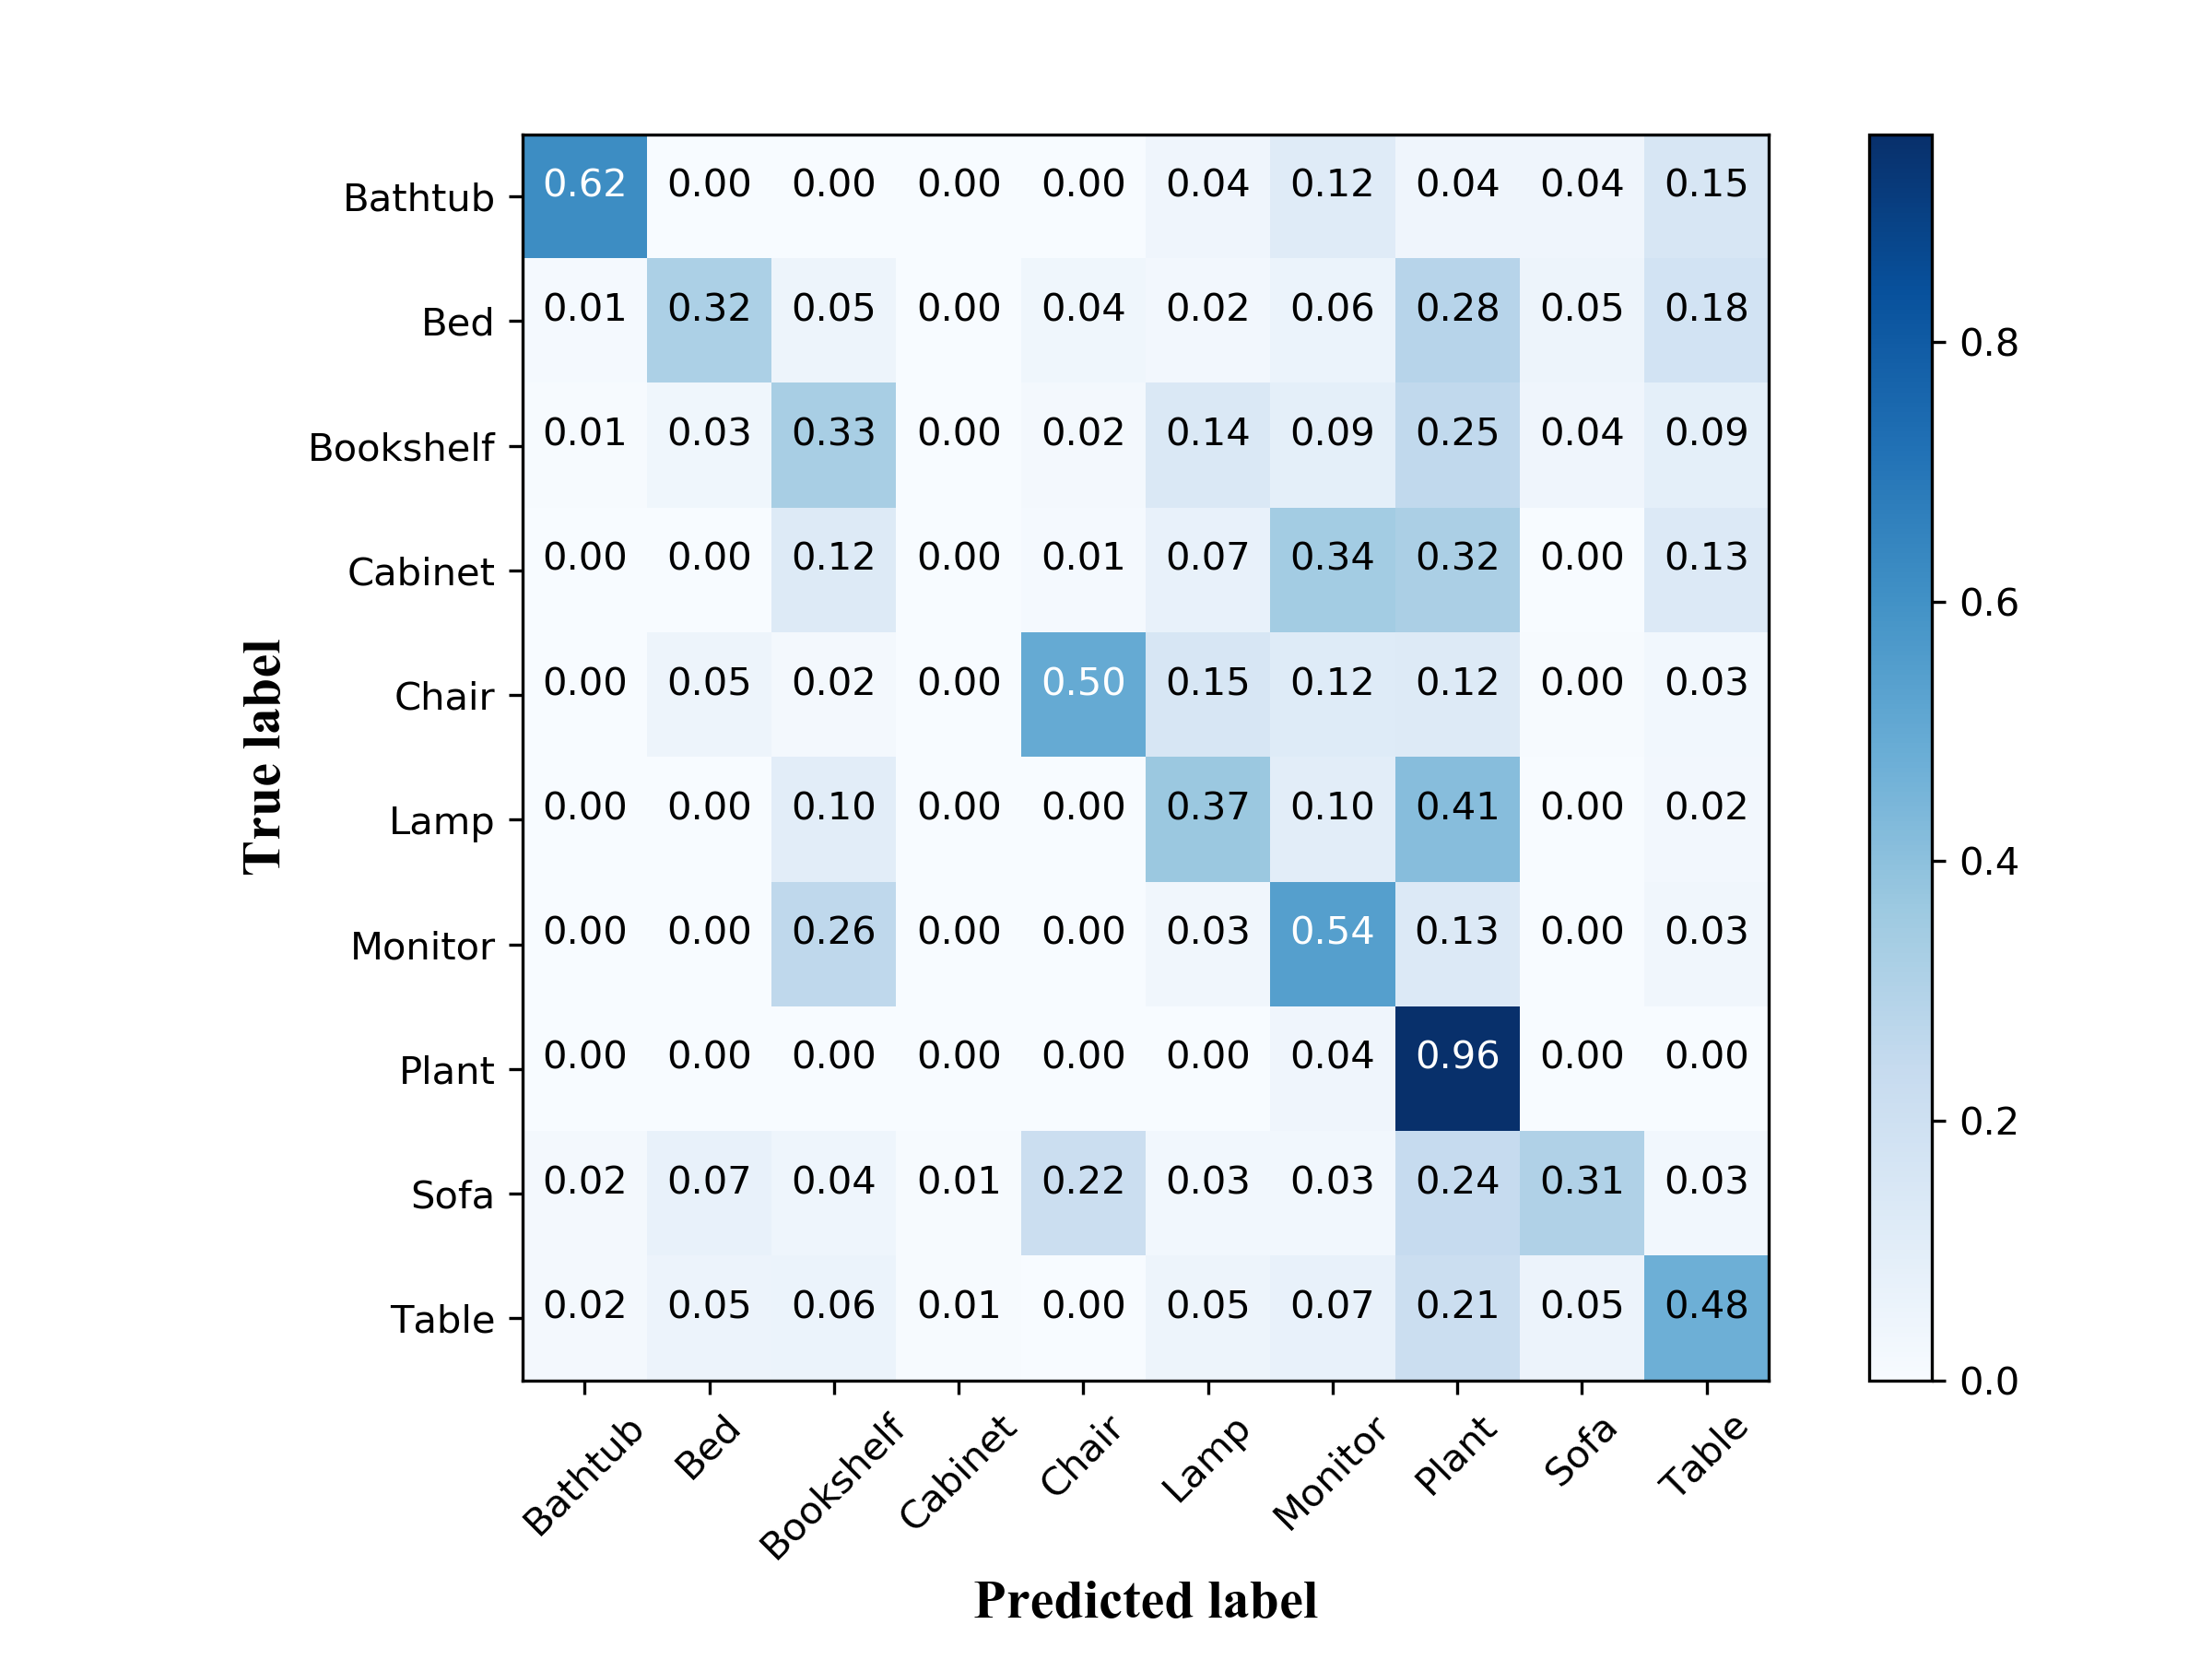 Bathtub 0.62 0.00 0.00 0.00 0.00 0.04 0.12 0.04 0.04 0.15
Bed 0.01 0.32 0.05 0.00 0.04 0.02 0.06 0.28 0.05 0.18
Bookshelf 0.01 0.03 0.33 0.00 0.02 0.14 0.09 0.25 0.04 0.09
Cabinet 0.00 0.00 0.12 0.00 0.01 0.07 0.34 0.32 0.00 0.13
Chair 0.00 0.05 0.02 0.00 0.50 0.15 0.12 0.12 0.00 0.03
Lamp 0.00 0.00 0.10 0.00 0.00 0.37 0.10 0.41 0.00 0.02
Monitor 0.00 0.00 0.26 0.00 0.00 0.03 0.54 0.13 0.00 0.03
Plant 0.00 0.00 0.00 0.00 0.00 0.00 0.04 0.96 0.00 0.00
Sofa 0.02 0.07 0.04 0.01 0.22 0.03 0.03 0.24 0.31 0.03
Table 0.02 0.05 0.06 0.01 0.00 0.05 0.07 0.21 0.05 0.48
Bathtub Bed Bookshelf Cabinet Chair Lamp Monitor Plant Sofa Table
True label
Predicted label
0.8
0.6
0.4
0.2
0.0